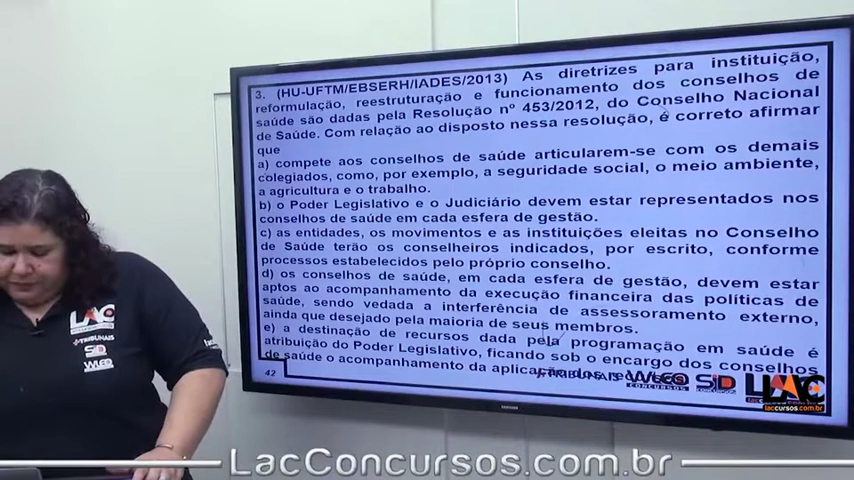 3. (HU-UFTM/EBSERH/IADES/2013) As diretrizes para instituição,
reformulação, reestruturação e funcionamento dos conselhos de
saúde são dadas pela Resolução n.º 453/2012, do Conselho Nacional
de Saúde. Com relação ao disposto nessa resolução, é correto afirmar
que
a) compete aos conselhos de saúde articularem-se com os demais
colegiados, como, por exemplo, a seguridade social, o meio ambiente,
a agricultura e o trabalho.
b) o Poder Legislativo e o Judiciário devem estar representados nos
conselhos de saúde em cada esfera de gestão.
c) as entidades, os movimentos e as instituições eleitas no Conselho
de Saúde terão os conselheiros indicados, por escrito, conforme
processos estabelecidos pelo próprio conselho.
d) os conselhos de saúde, em cada esfera de gestão, devem estar
aptos ao acompanhamento da execução financeira das políticas de
saúde, sendo vedada a interferência de assessoramento externo,
ainda que desejado pela maioria de seus membros.
e) a destinação de recursos dada pela programação em saúde é
atribuição do Poder Legislativo, ficando sob o encargo dos conselhos
de saúde o acompanhamento da aplicação
42
+TRIBUNAIS
WLEO
CONCURSOS
SD
LAC
lacconcursos.com.br
LAC
+TRIBUNAIS
SD
WLEO
LacConcursos.com.br